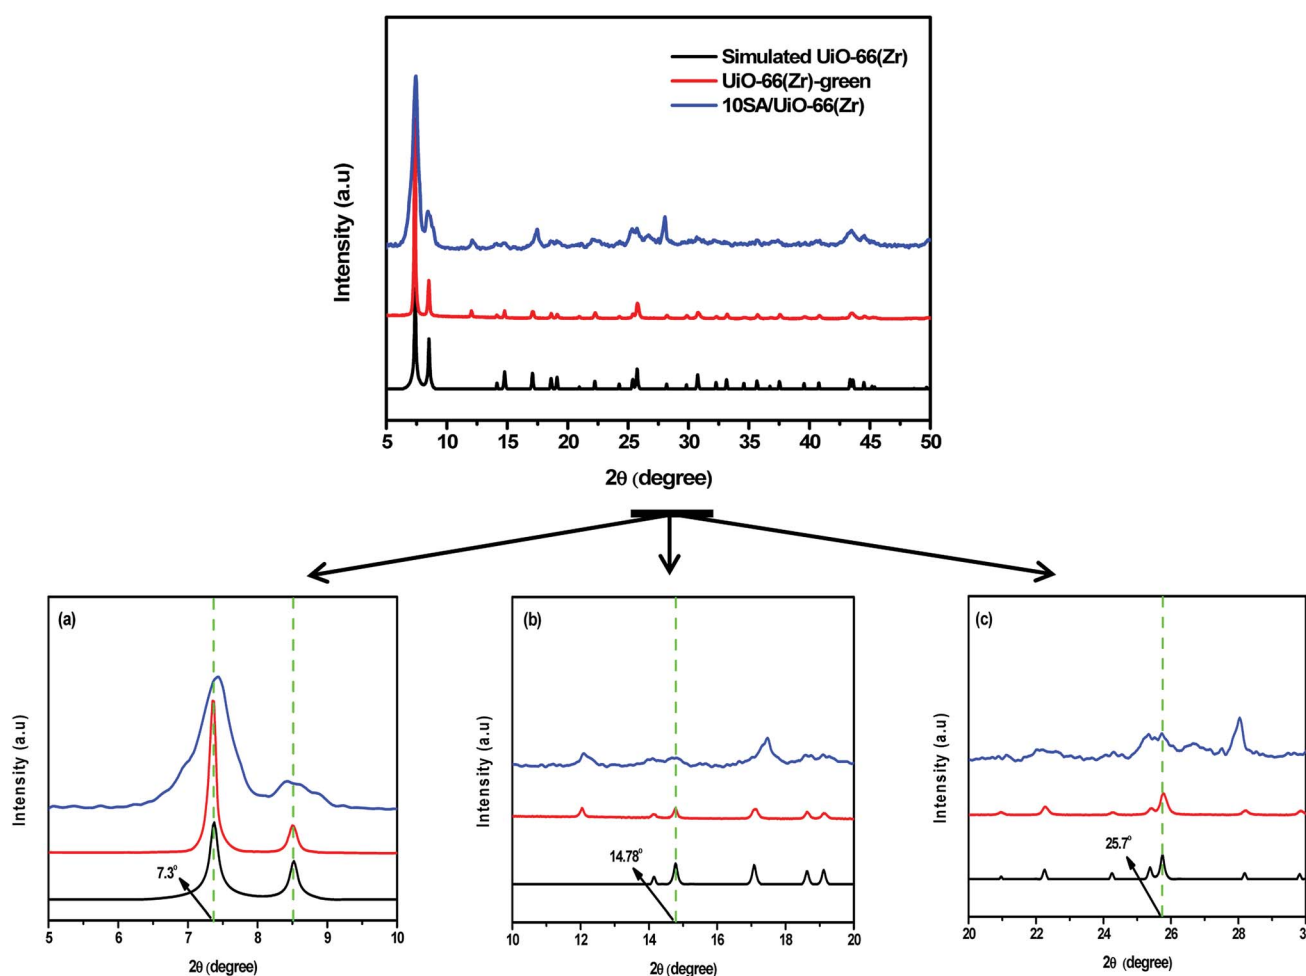 Simulated UiO-66(Zr)
UiO-66(Zr)-green
10SA/UiO-66(Zr)
Intensity (a.u)
5 10 15 20 25 30 35 40 45 50
2θ (degree)
(a)
Intensity (a.u)
7.3°
5 6 7 8 9 10
2θ (degree)
(b)
Intensity (a.u)
14.78°
10 12 14 16 18 20
2θ (degree)
(c)
Intensity (a.u)
25.7°
20 22 24 26 28 30
2θ (degree)